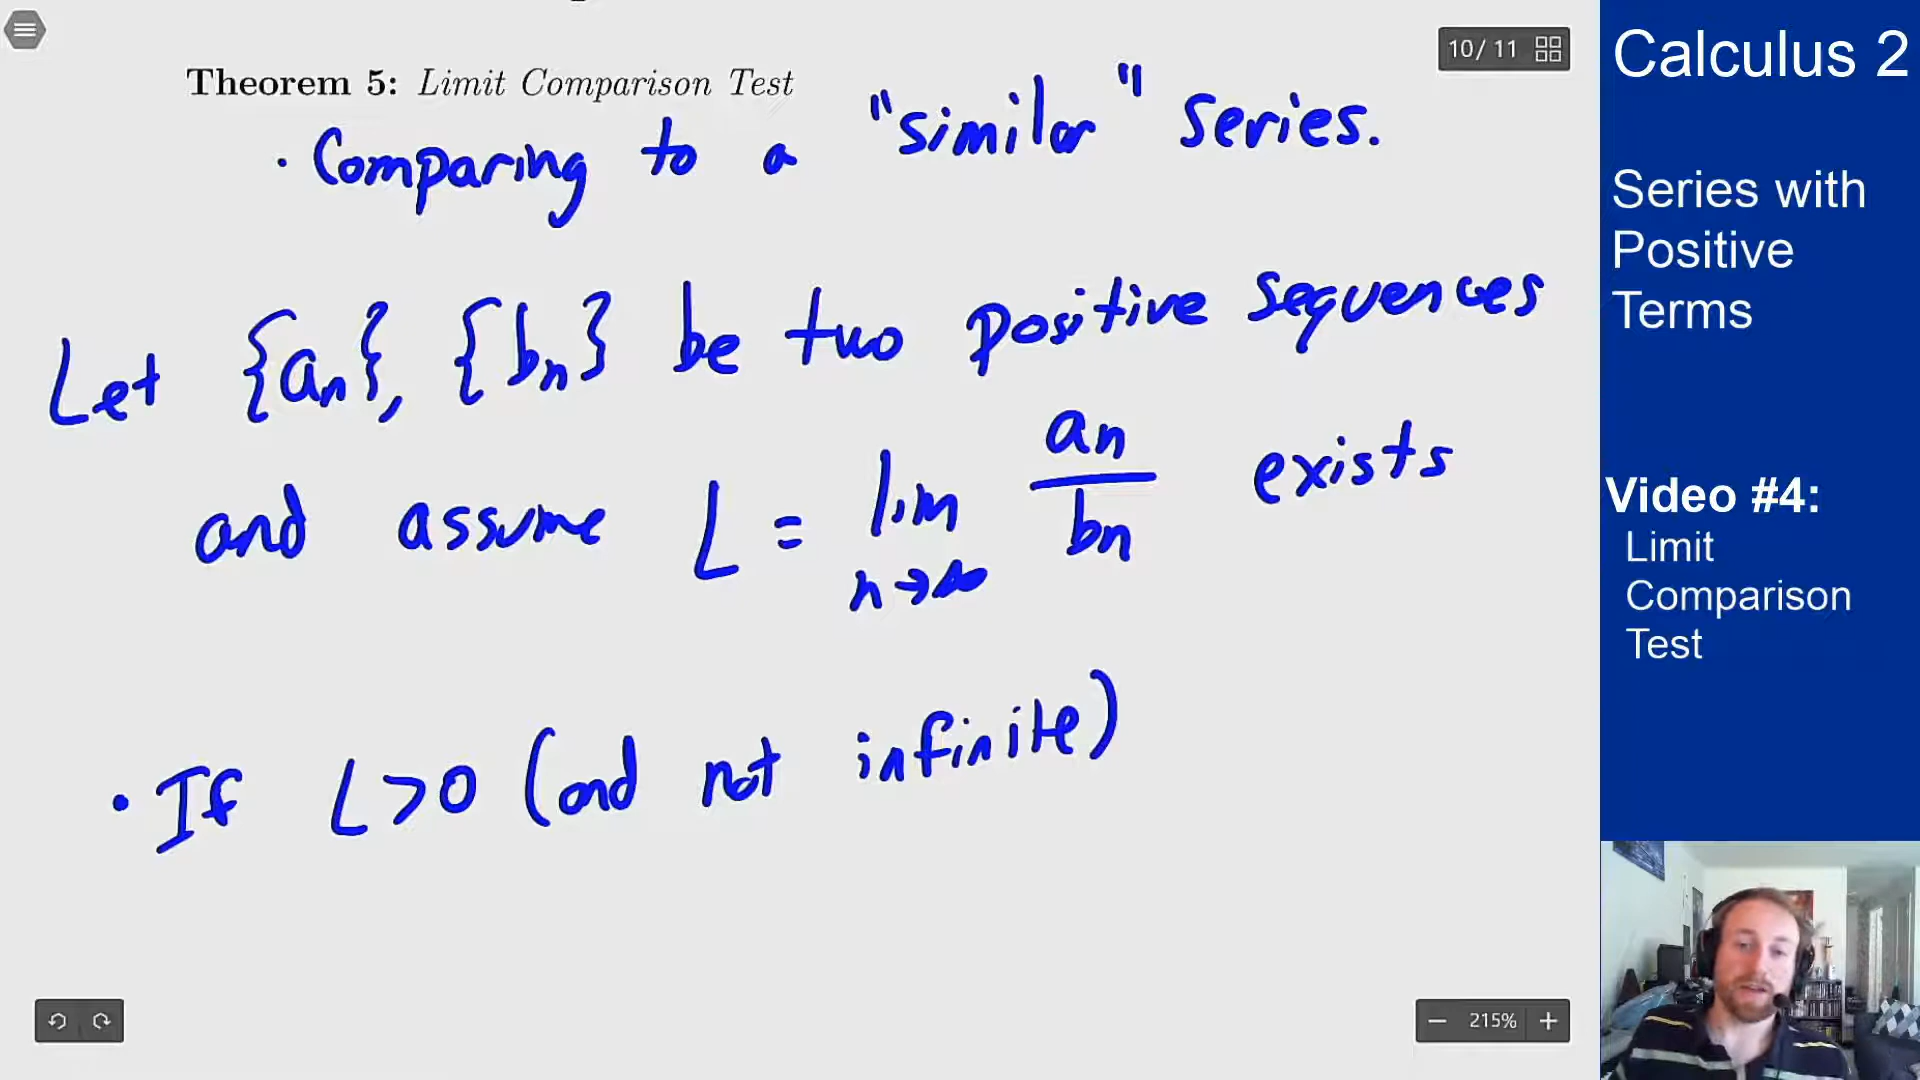 10 / 11
Theorem 5: Limit Comparison Test
· Comparing to a "similar" series.
Let {an}, {bn} be two positive sequences
and assume L = lim n→∞ an/bn exists
• If L>0 (and not infinite)
215%
Calculus 2
Series with
Positive
Terms
Video #4:
Limit
Comparison
Test